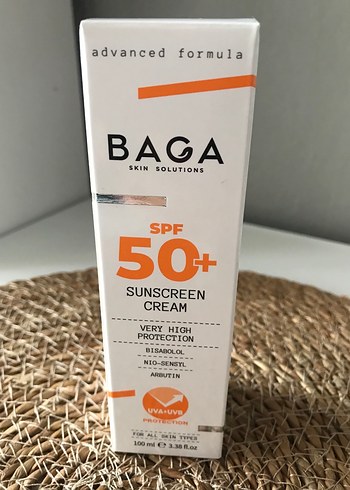 advanced formula
BAGA
SKIN SOLUTIONS
SPF
50+
SUNSCREEN
CREAM
VERY HIGH
PROTECTION
BISABOLOL
NIO-SENSYL
ARBUTIN
UVA+UVB
PROTECTION
FOR ALL SKIN TYPES
100 ml ℮ 3.38 fl.oz